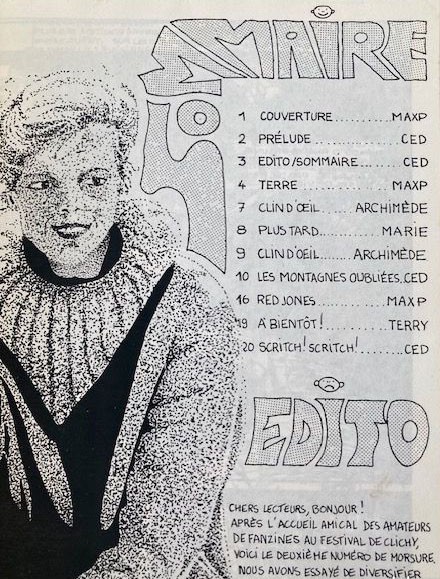 SOMMAIRE
1 COUVERTURE..........MAXP
2 PRÉLUDE..............CED
3 EDITO/SOMMAIRE.......CED
4 TERRE...............MAXP
7 CLIN D'ŒIL.......ARCHIMÈDE
8 PLUS TARD..........MARIE
9 CLIN D'OEIL......ARCHIMÈDE
10 LES MONTAGNES OUBLIÉES..CED
16 RED JONES..........MAXP
19 À BIENTÔT!........TERRY
20 SCRITCH! SCRITCH!........CED
EDITO
CHERS LECTEURS, BONJOUR!
APRÈS L'ACCUEIL AMICAL DES AMATEURS
DE FANZINES AU FESTIVAL DE CLICHY,
VOICI LE DEUXIÈME NUMÉRO DE MORSURE.
NOUS AVONS ESSAYÉ DE DIVERSIFIER